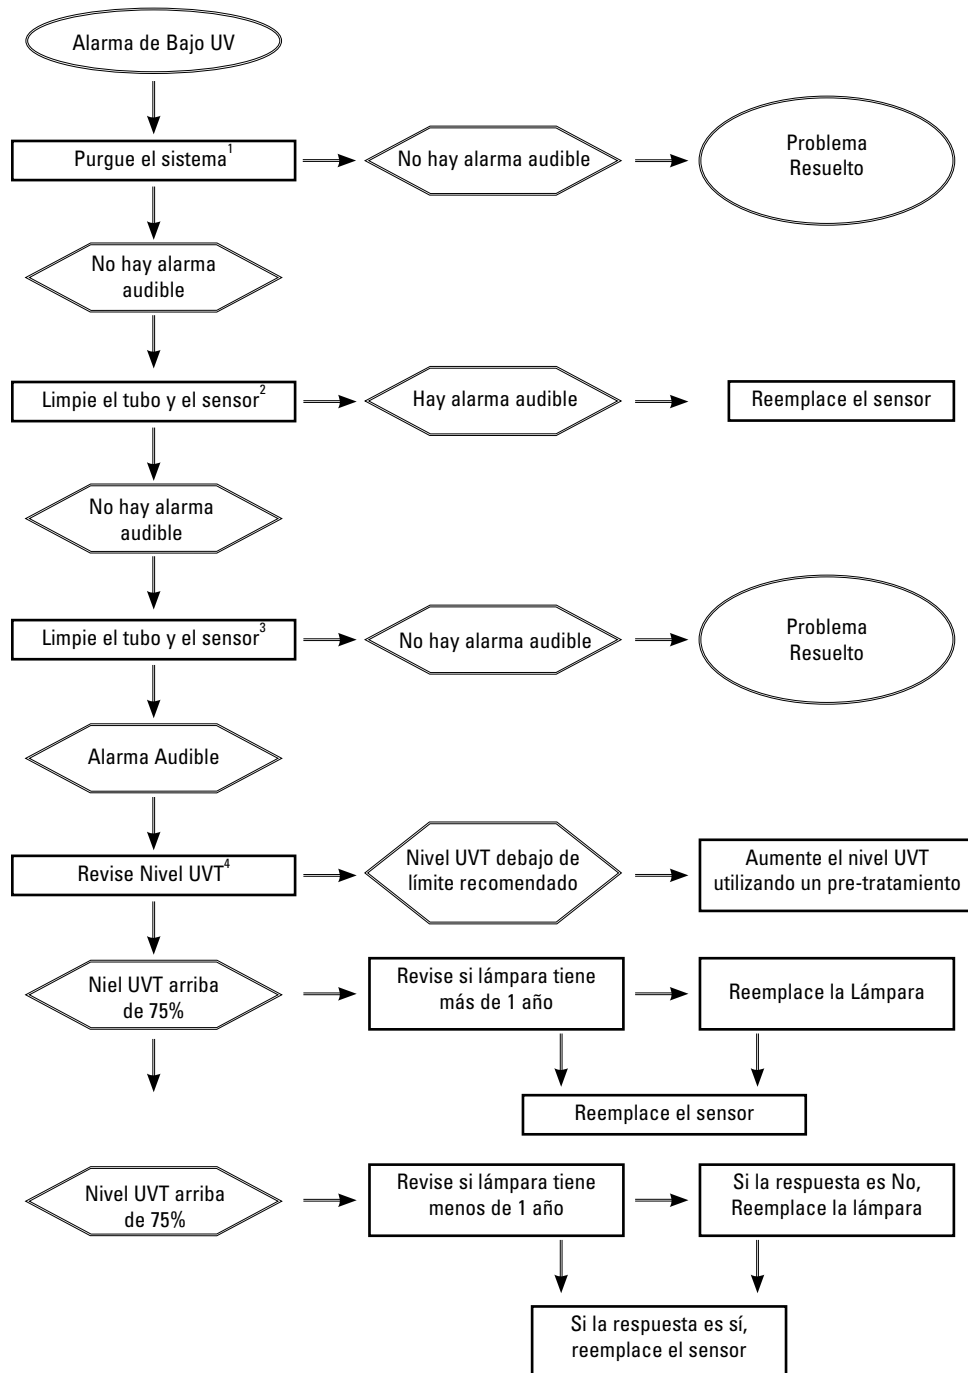 Alarma de Bajo UV
Purgue el sistema1
No hay alarma audible
Problema
Resuelto
No hay alarma
audible
Limpie el tubo y el sensor2
Hay alarma audible
Reemplace el sensor
No hay alarma
audible
Limpie el tubo y el sensor3
No hay alarma audible
Problema
Resuelto
Alarma Audible
Revise Nivel UVT4
Nivel UVT debajo de
límite recomendado
Aumente el nivel UVT
utilizando un pre-tratamiento
Niel UVT arriba
de 75%
Revise si lámpara tiene
más de 1 año
Reemplace la Lámpara
Reemplace el sensor
Nivel UVT arriba
de 75%
Revise si lámpara tiene
menos de 1 año
Si la respuesta es No,
Reemplace la lámpara
Si la respuesta es sí,
reemplace el sensor